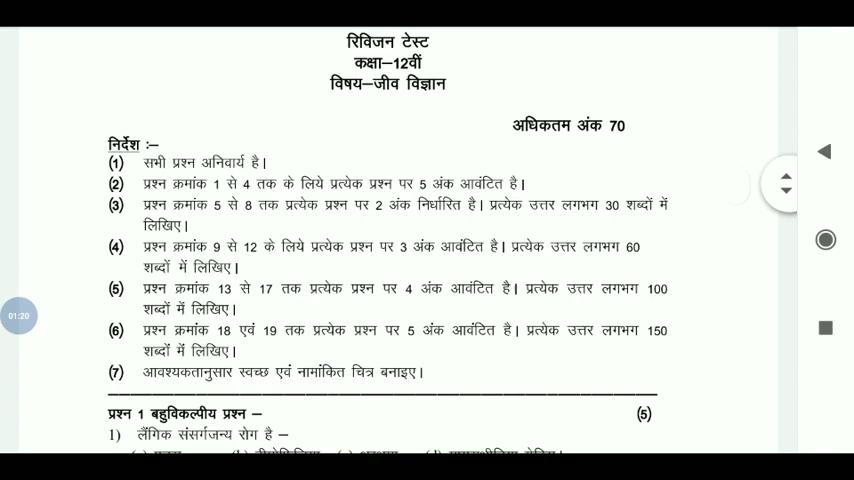 रिविजन टेस्ट
कक्षा–12वीं
विषय–जीव विज्ञान
अधिकतम अंक 70
निर्देश :–
(1) सभी प्रश्न अनिवार्य है।
(2) प्रश्न क्रमांक 1 से 4 तक के लिये प्रत्येक प्रश्न पर 5 अंक आवंटित है।
(3) प्रश्न क्रमांक 5 से 8 तक प्रत्येक प्रश्न पर 2 अंक निर्धारित है। प्रत्येक उत्तर लगभग 30 शब्दों में
लिखिए।
(4) प्रश्न क्रमांक 9 से 12 के लिये प्रत्येक प्रश्न पर 3 अंक आवंटित है। प्रत्येक उत्तर लगभग 60
शब्दों में लिखिए।
(5) प्रश्न क्रमांक 13 से 17 तक प्रत्येक प्रश्न पर 4 अंक आवंटित है। प्रत्येक उत्तर लगभग 100
शब्दों में लिखिए।
01:20
(6) प्रश्न क्रमांक 18 एवं 19 तक प्रत्येक प्रश्न पर 5 अंक आवंटित है। प्रत्येक उत्तर लगभग 150
शब्दों में लिखिए।
(7) आवश्यकतानुसार स्वच्छ एवं नामांकित चित्र बनाइए।
प्रश्न 1 बहुविकल्पीय प्रश्न – (5)
1) लैंगिक संसर्गजन्य रोग है –